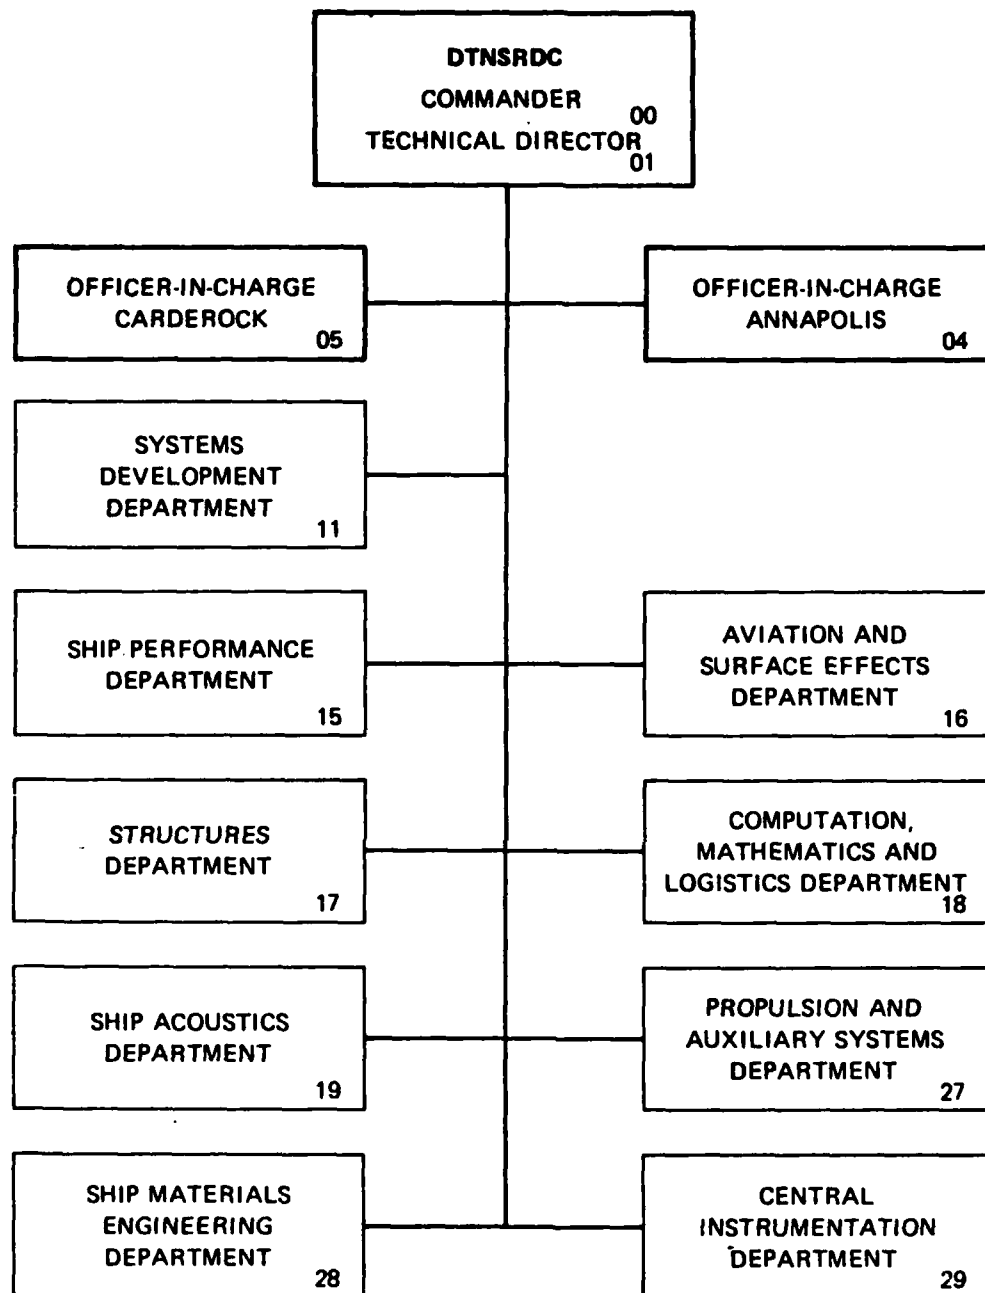 DTNSRDC
COMMANDER
00
TECHNICAL DIRECTOR
01
OFFICER-IN-CHARGE
CARDEROCK
05
OFFICER-IN-CHARGE
ANNAPOLIS
04
SYSTEMS
DEVELOPMENT
DEPARTMENT
11
SHIP PERFORMANCE
DEPARTMENT
15
AVIATION AND
SURFACE EFFECTS
DEPARTMENT
16
STRUCTURES
DEPARTMENT
17
COMPUTATION,
MATHEMATICS AND
LOGISTICS DEPARTMENT
18
SHIP ACOUSTICS
DEPARTMENT
19
PROPULSION AND
AUXILIARY SYSTEMS
DEPARTMENT
27
SHIP MATERIALS
ENGINEERING
DEPARTMENT
28
CENTRAL
INSTRUMENTATION
DEPARTMENT
29